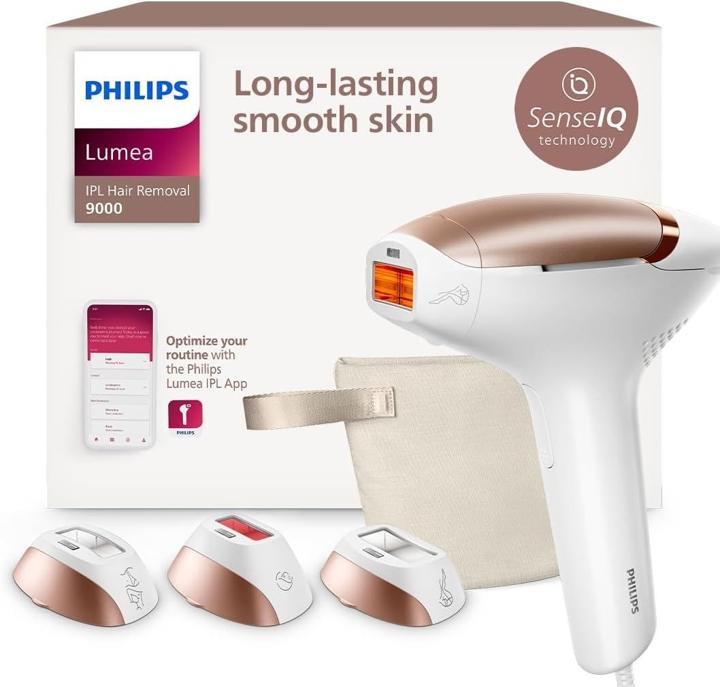 PHILIPS
Lumea
IPL Hair Removal
9000
Long-lasting
smooth skin
SenseIQ
technology
Optimize your
routine with
the Philips
Lumea IPL App
PHILIPS
PHILIPS